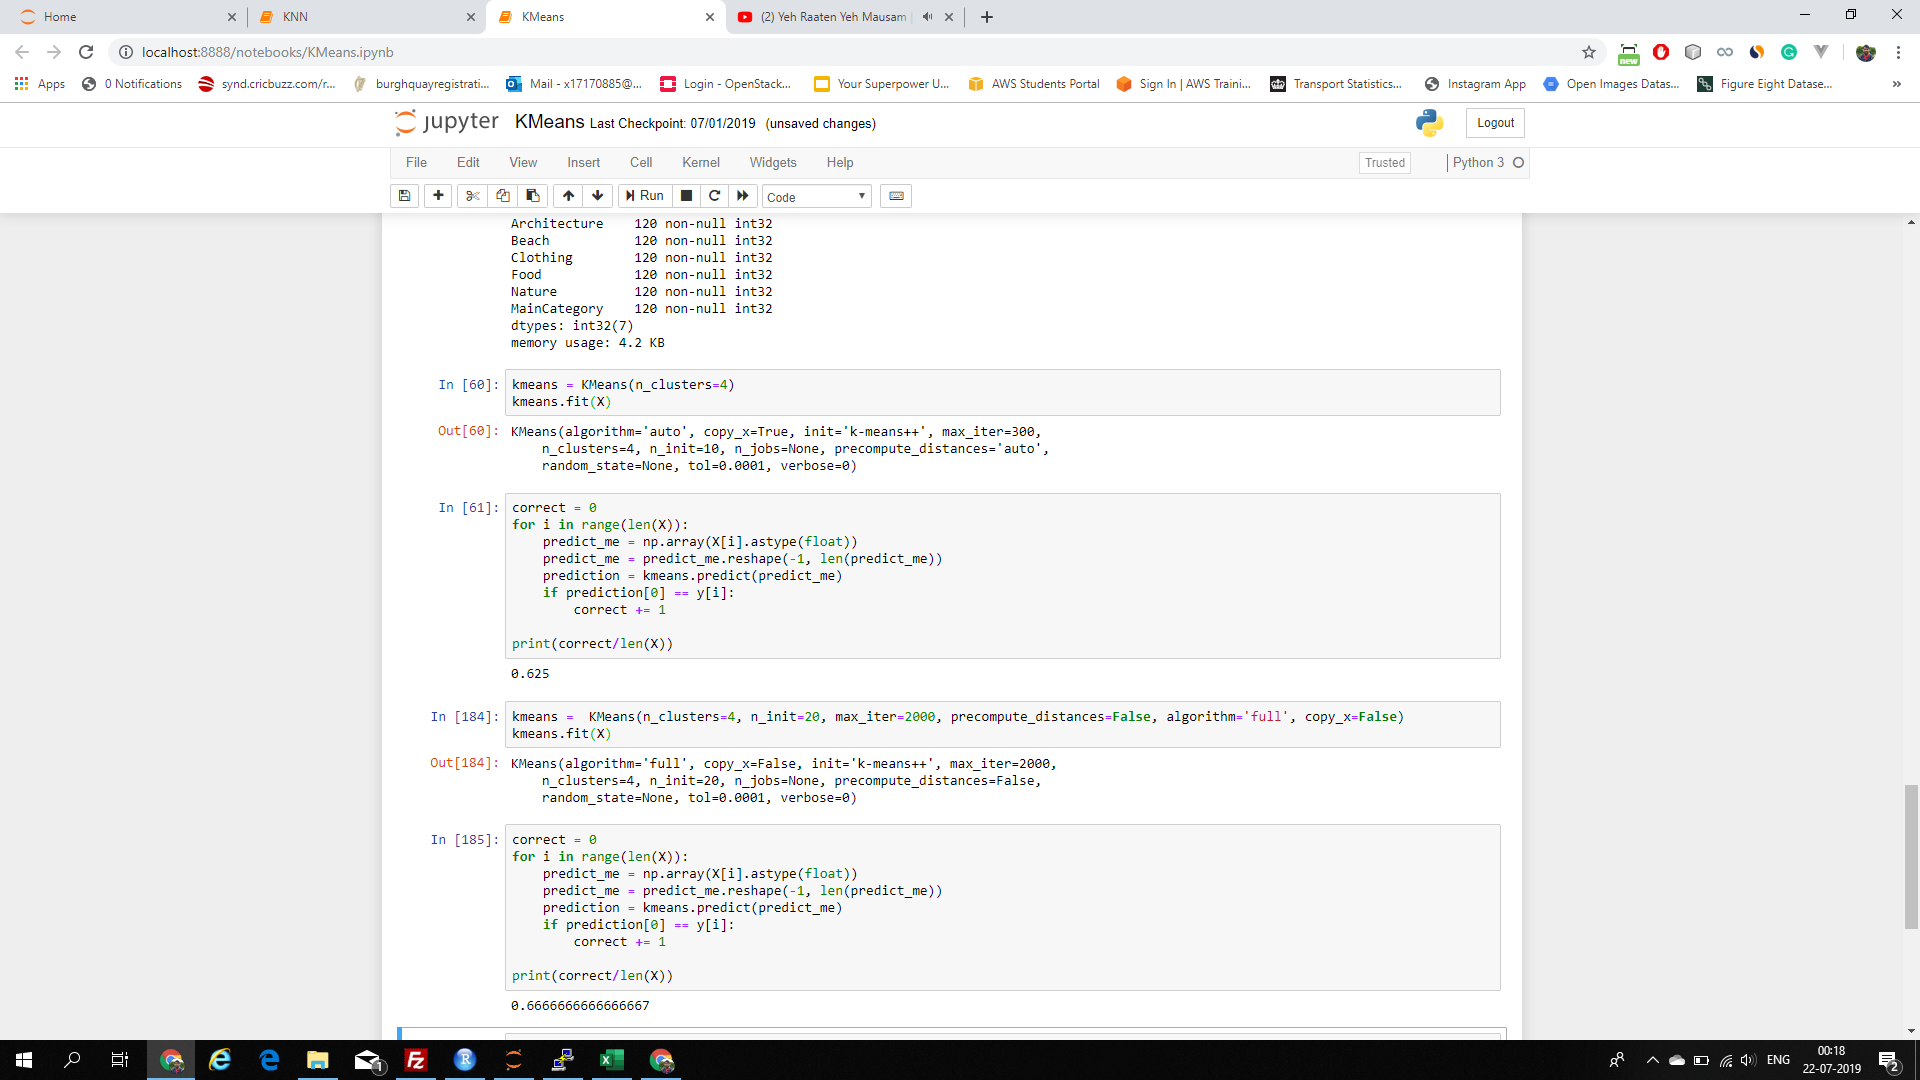 Home
KNN
KMeans
(2) Yeh Raaten Yeh Mausam
localhost:8888/notebooks/KMeans.ipynb
new
Apps
0 Notifications
synd.cricbuzz.com/r...
burghquayregistrati...
Mail - x17170885@...
Login - OpenStack...
Your Superpower U...
AWS Students Portal
Sign In | AWS Traini...
Transport Statistics...
Instagram App
Open Images Datas...
Figure Eight Datase...
»
jupyter KMeans Last Checkpoint: 07/01/2019 (unsaved changes)
Logout
File Edit View Insert Cell Kernel Widgets Help
Trusted
Python 3
Run
Code
Architecture    120 non-null int32
Beach           120 non-null int32
Clothing        120 non-null int32
Food            120 non-null int32
Nature          120 non-null int32
MainCategory    120 non-null int32
dtypes: int32(7)
memory usage: 4.2 KB
In [60]: kmeans = KMeans(n_clusters=4)
kmeans.fit(X)
Out[60]: KMeans(algorithm='auto', copy_x=True, init='k-means++', max_iter=300,
    n_clusters=4, n_init=10, n_jobs=None, precompute_distances='auto',
    random_state=None, tol=0.0001, verbose=0)
In [61]: correct = 0
for i in range(len(X)):
    predict_me = np.array(X[i].astype(float))
    predict_me = predict_me.reshape(-1, len(predict_me))
    prediction = kmeans.predict(predict_me)
    if prediction[0] == y[i]:
        correct += 1
print(correct/len(X))
0.625
In [184]: kmeans =  KMeans(n_clusters=4, n_init=20, max_iter=2000, precompute_distances=False, algorithm='full', copy_x=False)
kmeans.fit(X)
Out[184]: KMeans(algorithm='full', copy_x=False, init='k-means++', max_iter=2000,
    n_clusters=4, n_init=20, n_jobs=None, precompute_distances=False,
    random_state=None, tol=0.0001, verbose=0)
In [185]: correct = 0
for i in range(len(X)):
    predict_me = np.array(X[i].astype(float))
    predict_me = predict_me.reshape(-1, len(predict_me))
    prediction = kmeans.predict(predict_me)
    if prediction[0] == y[i]:
        correct += 1
print(correct/len(X))
0.6666666666666667
1
ENG
00:18
22-07-2019
2